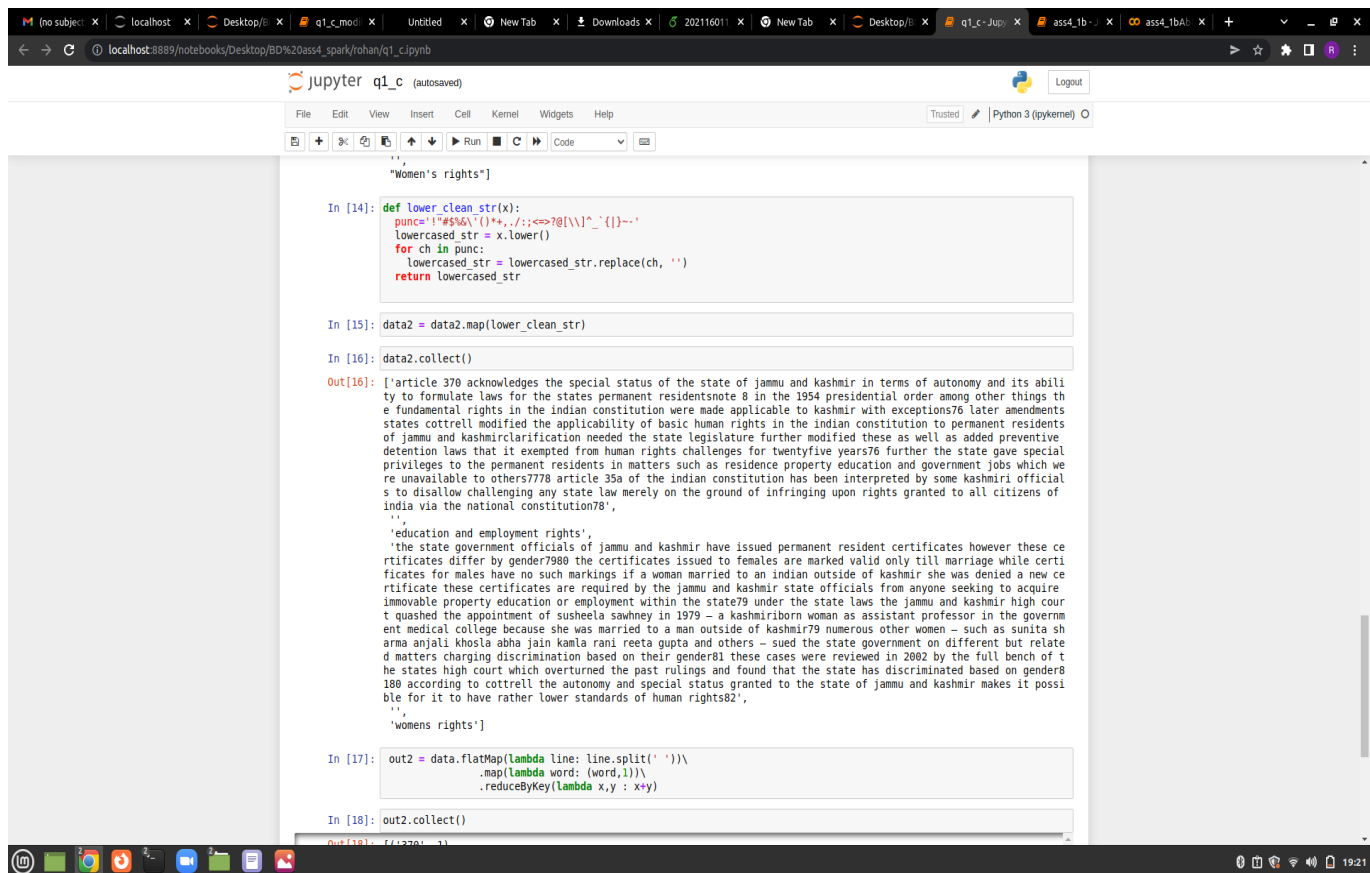 (no subject
localhost
Desktop/B
q1_c_modi
Untitled
New Tab
Downloads
202116011
New Tab
Desktop/B
q1_c - Jupy
ass4_1b - J
ass4_1bAb
localhost:8889/notebooks/Desktop/BD%20ass4_spark/rohan/q1_c.ipynb
R
jupyter q1_c (autosaved)
Logout
File Edit View Insert Cell Kernel Widgets Help
Trusted Python 3 (ipykernel)
Run Code
'',
"Women's rights"]
In [14]: def lower_clean_str(x):
punc='!"#$%&\'()*+,./:;<=>?@[\\]^_`{|}~-'
lowercased_str = x.lower()
for ch in punc:
lowercased_str = lowercased_str.replace(ch, '')
return lowercased_str
In [15]: data2 = data2.map(lower_clean_str)
In [16]: data2.collect()
Out[16]: ['article 370 acknowledges the special status of the state of jammu and kashmir in terms of autonomy and its abili
ty to formulate laws for the states permanent residentsnote 8 in the 1954 presidential order among other things th
e fundamental rights in the indian constitution were made applicable to kashmir with exceptions76 later amendments
states cottrell modified the applicability of basic human rights in the indian constitution to permanent residents
of jammu and kashmirclarification needed the state legislature further modified these as well as added preventive
detention laws that it exempted from human rights challenges for twentyfive years76 further the state gave special
privileges to the permanent residents in matters such as residence property education and government jobs which we
re unavailable to others7778 article 35a of the indian constitution has been interpreted by some kashmiri official
s to disallow challenging any state law merely on the ground of infringing upon rights granted to all citizens of
india via the national constitution78',
'',
'education and employment rights',
'the state government officials of jammu and kashmir have issued permanent resident certificates however these ce
rtificates differ by gender7980 the certificates issued to females are marked valid only till marriage while certi
ficates for males have no such markings if a woman married to an indian outside of kashmir she was denied a new ce
rtificate these certificates are required by the jammu and kashmir state officials from anyone seeking to acquire
immovable property education or employment within the state79 under the state laws the jammu and kashmir high cour
t quashed the appointment of susheela sawhney in 1979 – a kashmiriborn woman as assistant professor in the governm
ent medical college because she was married to a man outside of kashmir79 numerous other women – such as sunita sh
arma anjali khosla abha jain kamla rani reeta gupta and others – sued the state government on different but relate
d matters charging discrimination based on their gender81 these cases were reviewed in 2002 by the full bench of t
he states high court which overturned the past rulings and found that the state has discriminated based on gender8
180 according to cottrell the autonomy and special status granted to the state of jammu and kashmir makes it possi
ble for it to have rather lower standards of human rights82',
'',
'womens rights']
In [17]: out2 = data.flatMap(lambda line: line.split(' '))\
.map(lambda word: (word,1))\
.reduceByKey(lambda x,y : x+y)
In [18]: out2.collect()
Out[18]: [('370', 1),
2
2
2
19:21